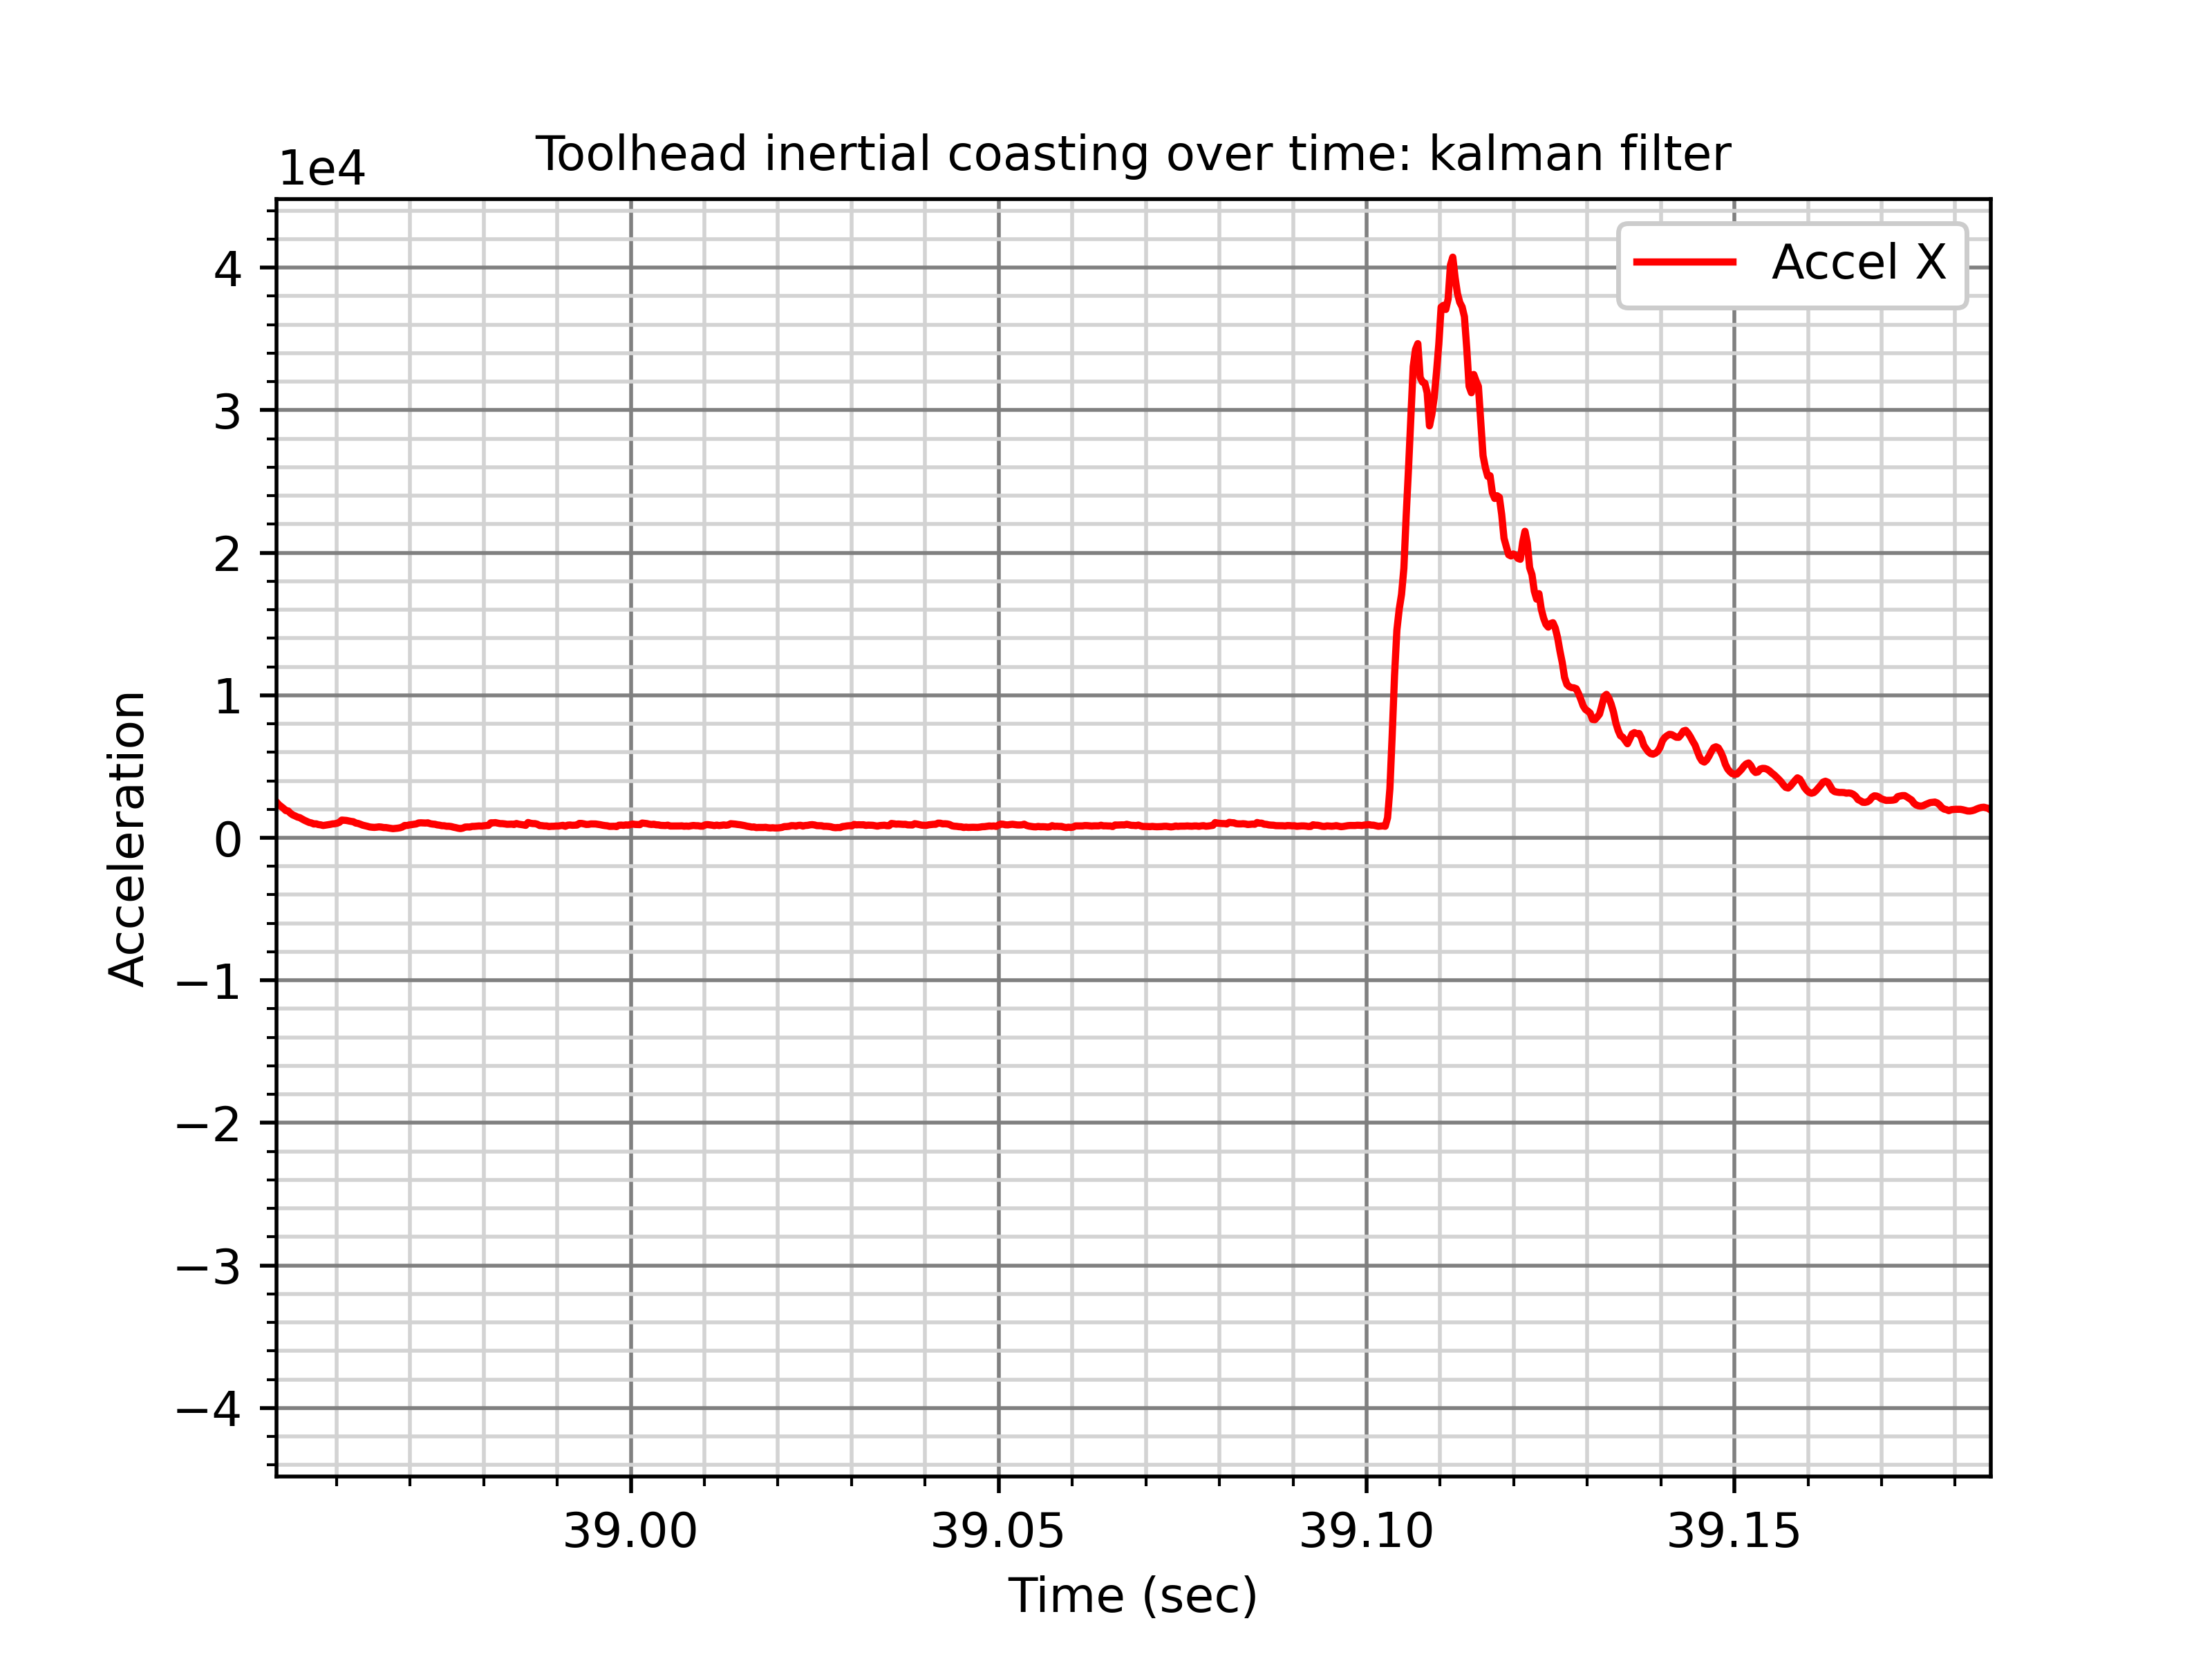 Toolhead inertial coasting over time: kalman filter
1e4
Accel X
4
3
2
1
0
−1
−2
−3
−4
Acceleration
39.00 39.05 39.10 39.15
Time (sec)